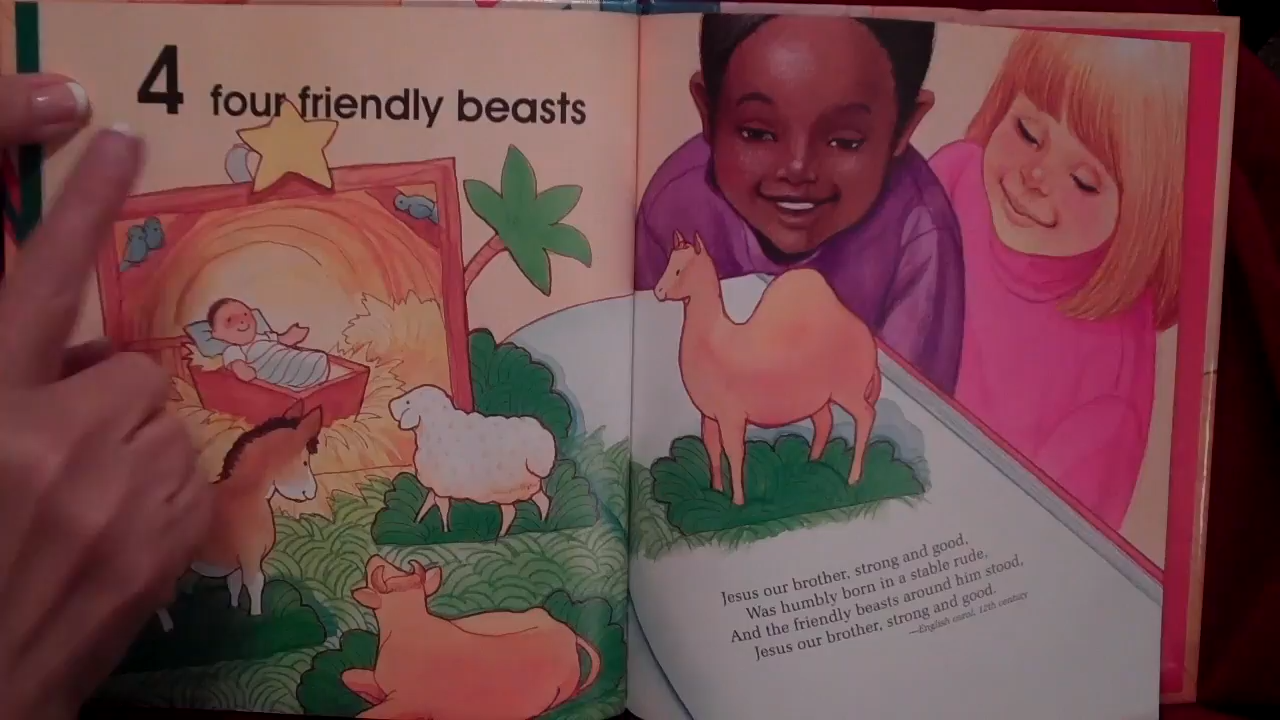 4 four friendly beasts
Jesus our brother, strong and good,
Was humbly born in a stable rude,
And the friendly beasts around him stood,
Jesus our brother, strong and good.
—English carol, 12th century